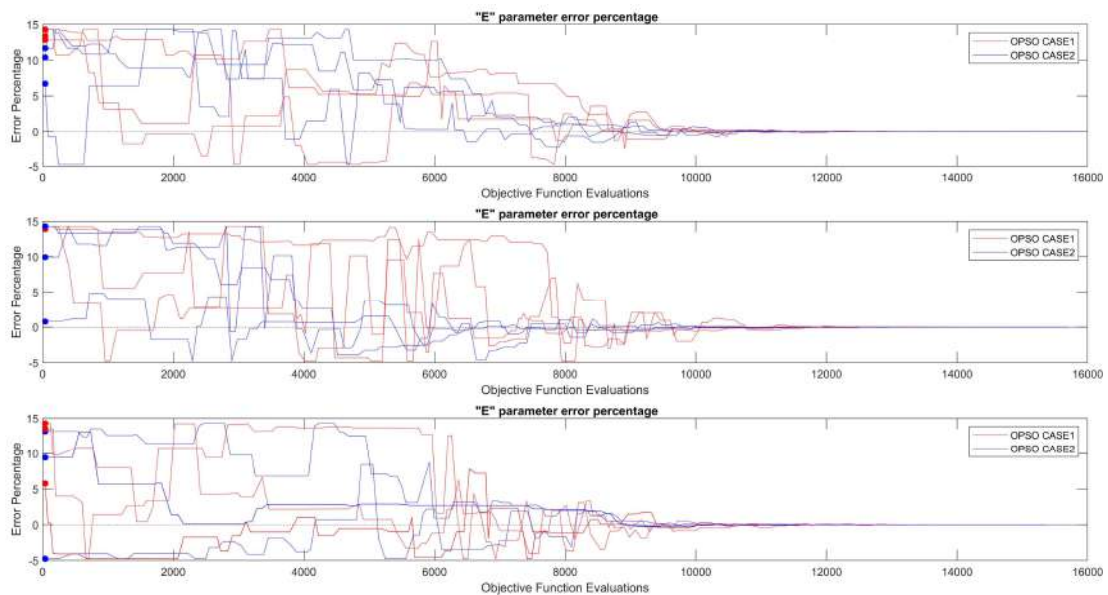 "E" parameter error percentage
15
10
5
0
-5
Error Percentage
OPSO CASE1
OPSO CASE2
0 2000 4000 6000 8000 10000 12000 14000 16000
Objective Function Evaluations
"E" parameter error percentage
15
10
5
0
-5
Error Percentage
OPSO CASE1
OPSO CASE2
0 2000 4000 6000 8000 10000 12000 14000 16000
Objective Function Evaluations
"E" parameter error percentage
15
10
5
0
-5
Error Percentage
OPSO CASE1
OPSO CASE2
0 2000 4000 6000 8000 10000 12000 14000 16000
Objective Function Evaluations